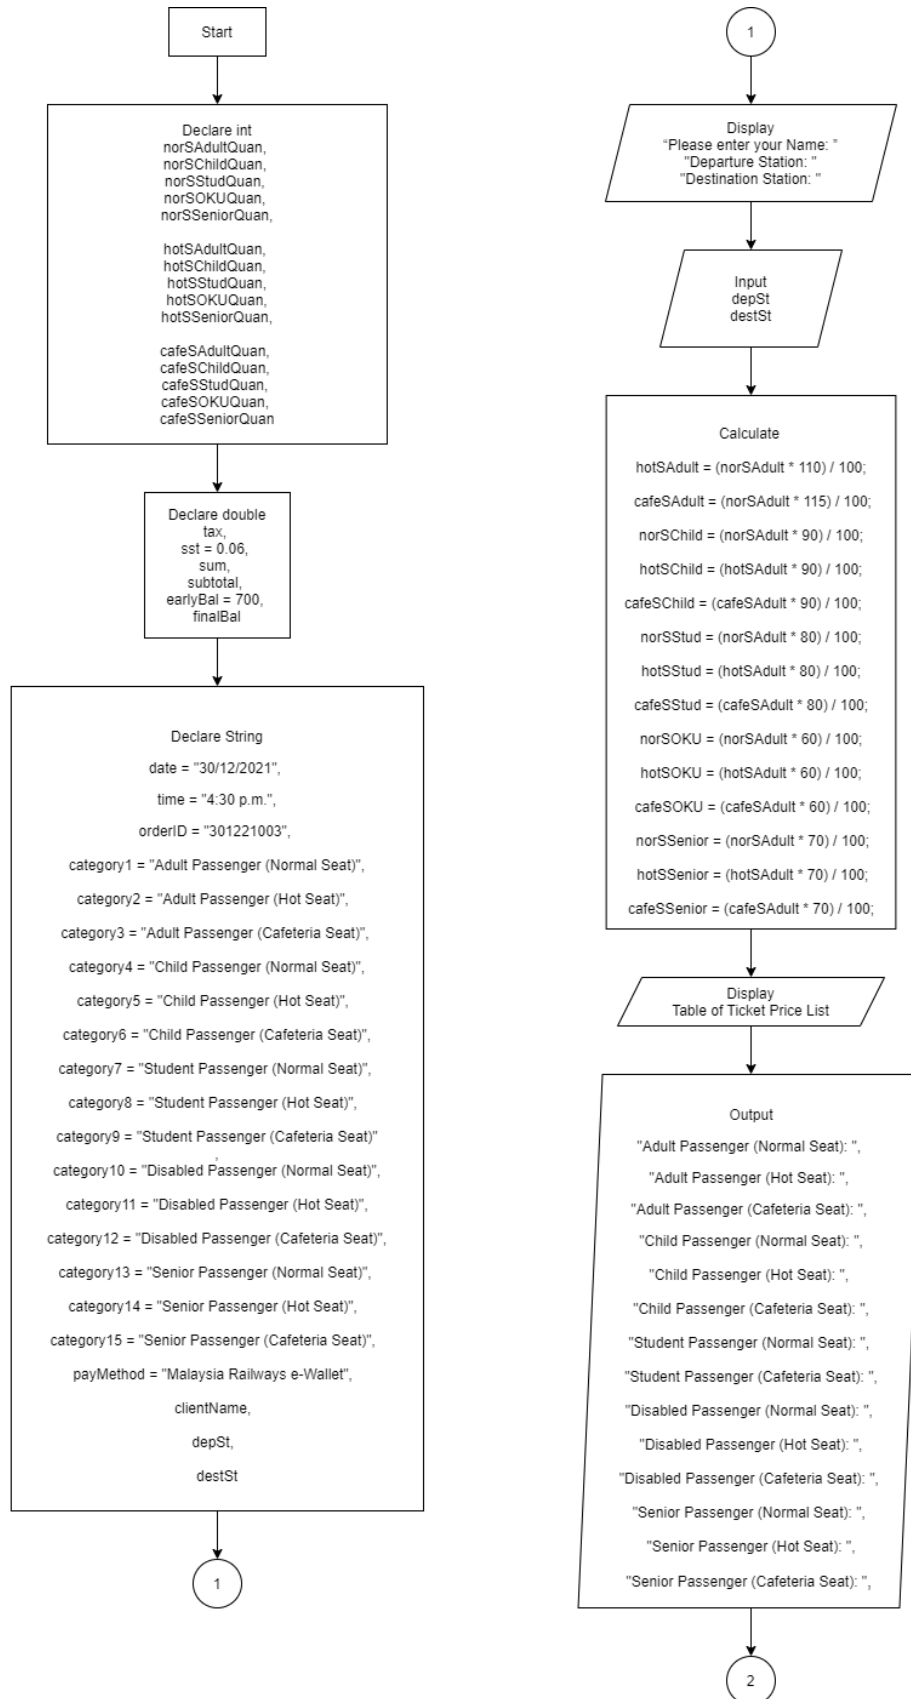 Start
Declare int
norSAdultQuan,
norSChildQuan,
norSStudQuan,
norSOKUQuan,
norSSeniorQuan,
hotSAdultQuan,
hotSChildQuan,
hotSStudQuan,
hotSOKUQuan,
hotSSeniorQuan,
cafeSAdultQuan,
cafeSChildQuan,
cafeSStudQuan,
cafeSOKUQuan,
cafeSSeniorQuan
Declare double
tax,
sst = 0.06,
sum,
subtotal,
earlyBal = 700,
finalBal
Declare String
date = "30/12/2021",
time = "4:30 p.m.",
orderID = "301221003",
category1 = "Adult Passenger (Normal Seat)",
category2 = "Adult Passenger (Hot Seat)",
category3 = "Adult Passenger (Cafeteria Seat)",
category4 = "Child Passenger (Normal Seat)",
category5 = "Child Passenger (Hot Seat)",
category6 = "Child Passenger (Cafeteria Seat)",
category7 = "Student Passenger (Normal Seat)",
category8 = "Student Passenger (Hot Seat)",
category9 = "Student Passenger (Cafeteria Seat)"
,
category10 = "Disabled Passenger (Normal Seat)",
category11 = "Disabled Passenger (Hot Seat)",
category12 = "Disabled Passenger (Cafeteria Seat)",
category13 = "Senior Passenger (Normal Seat)",
category14 = "Senior Passenger (Hot Seat)",
category15 = "Senior Passenger (Cafeteria Seat)",
payMethod = "Malaysia Railways e-Wallet",
clientName,
depSt,
destSt
1
1
Display
“Please enter your Name: ”
"Departure Station: "
"Destination Station: "
Input
depSt
destSt
Calculate
hotSAdult = (norSAdult * 110) / 100;
cafeSAdult = (norSAdult * 115) / 100;
norSChild = (norSAdult * 90) / 100;
hotSChild = (hotSAdult * 90) / 100;
cafeSChild = (cafeSAdult * 90) / 100;
norSStud = (norSAdult * 80) / 100;
hotSStud = (hotSAdult * 80) / 100;
cafeSStud = (cafeSAdult * 80) / 100;
norSOKU = (norSAdult * 60) / 100;
hotSOKU = (hotSAdult * 60) / 100;
cafeSOKU = (cafeSAdult * 60) / 100;
norSSenior = (norSAdult * 70) / 100;
hotSSenior = (hotSAdult * 70) / 100;
cafeSSenior = (cafeSAdult * 70) / 100;
Display
Table of Ticket Price List
Output
"Adult Passenger (Normal Seat): ",
"Adult Passenger (Hot Seat): ",
"Adult Passenger (Cafeteria Seat): ",
"Child Passenger (Normal Seat): ",
"Child Passenger (Hot Seat): ",
"Child Passenger (Cafeteria Seat): ",
"Student Passenger (Normal Seat): ",
"Student Passenger (Cafeteria Seat): ",
"Disabled Passenger (Normal Seat): ",
"Disabled Passenger (Hot Seat): ",
"Disabled Passenger (Cafeteria Seat): ",
"Senior Passenger (Normal Seat): ",
"Senior Passenger (Hot Seat): ",
"Senior Passenger (Cafeteria Seat): ",
2